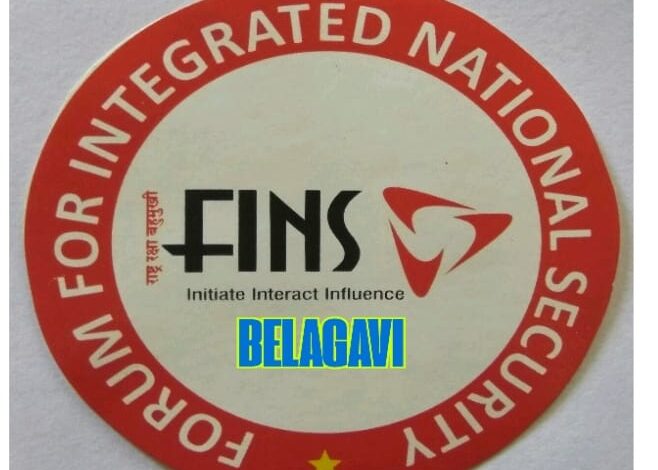 FORUM FOR INTEGRATED NATIONAL SECURITY
FINS
Initiate Interact Influence
BELAGAVI